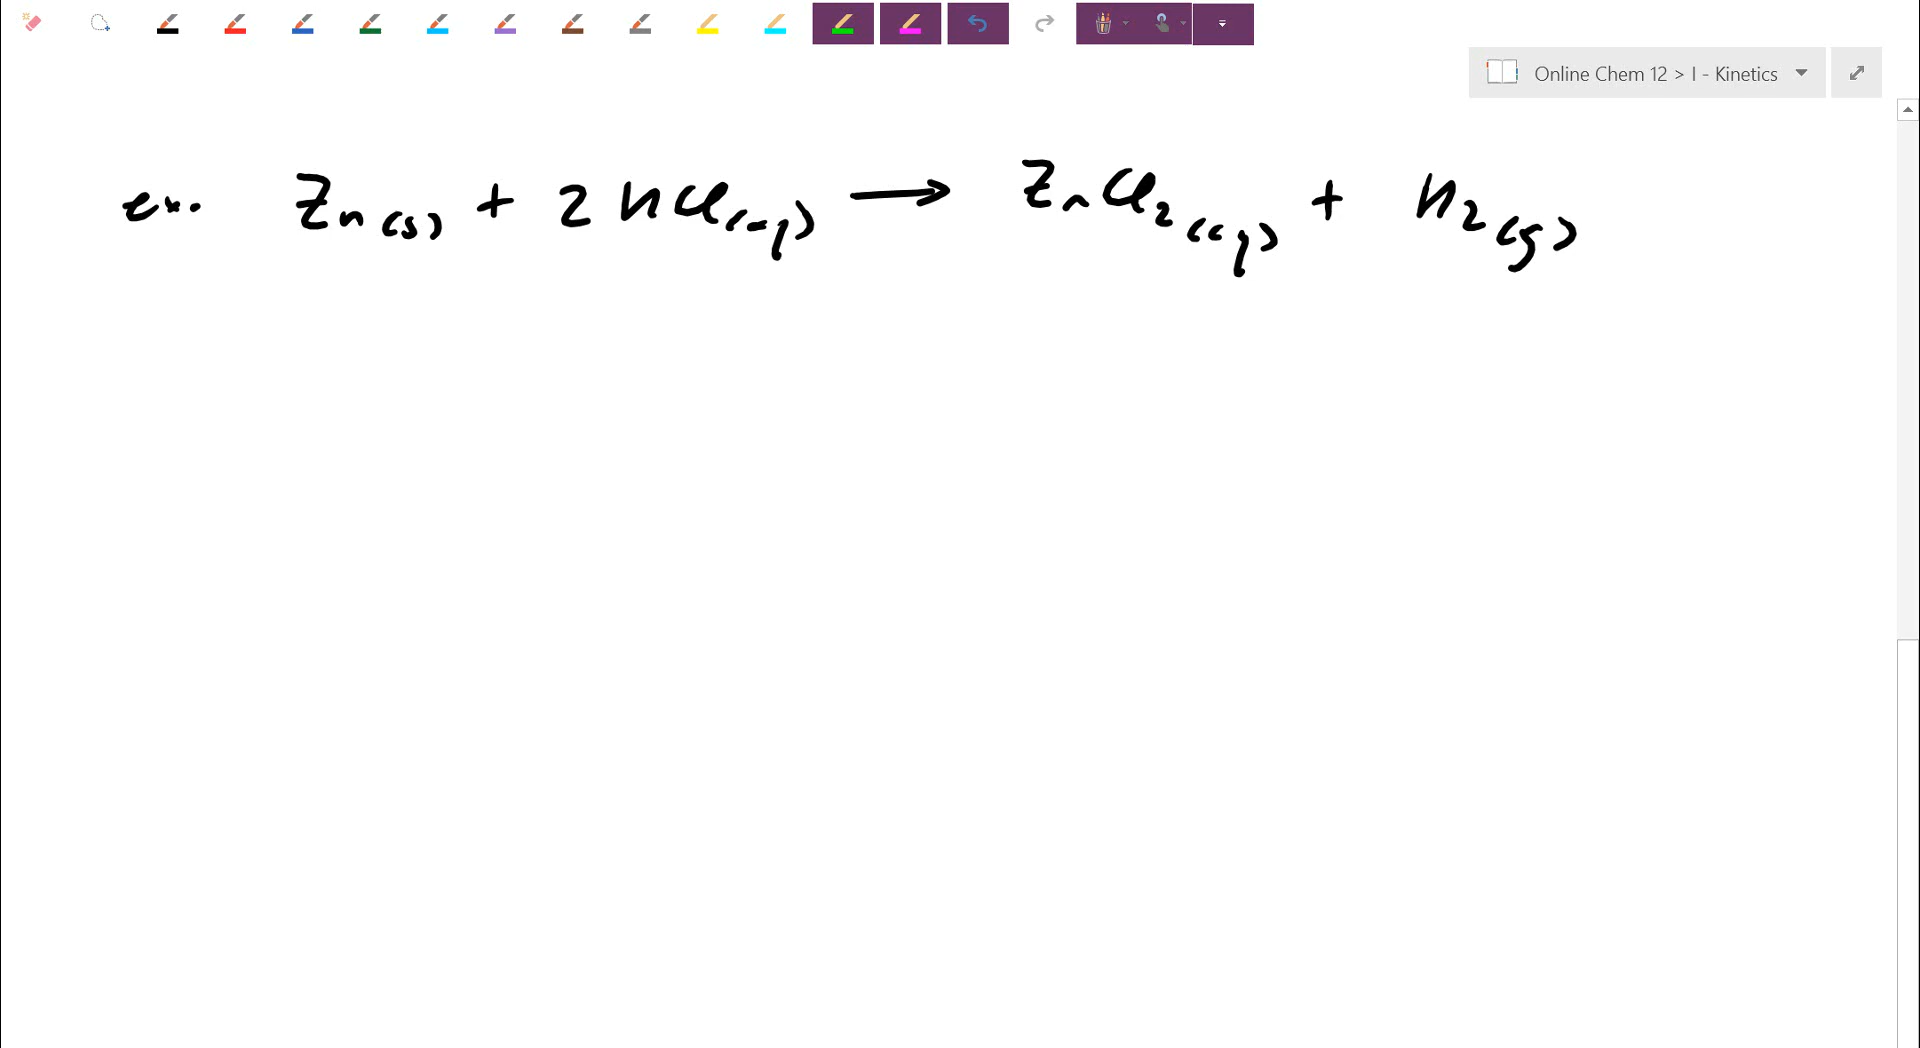 Online Chem 12 > I - Kinetics
ex. Zn(s) + 2 HCl(aq) ⟶ ZnCl₂(aq) + H₂(g)